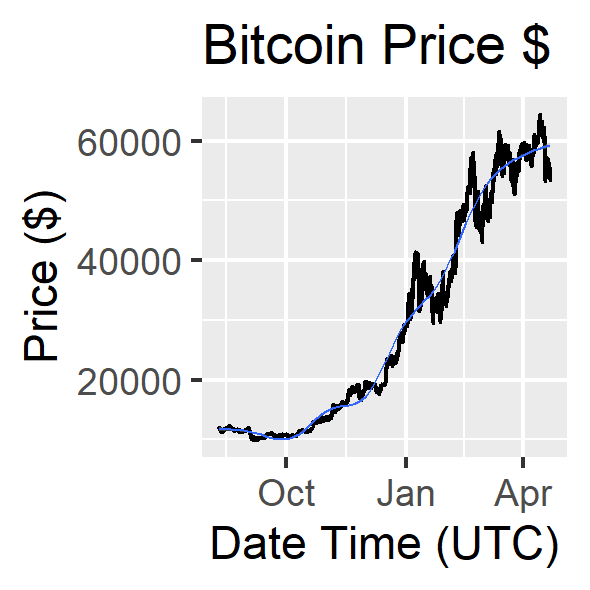 Bitcoin Price $
Price ($)
60000
40000
20000
Oct Jan Apr
Date Time (UTC)